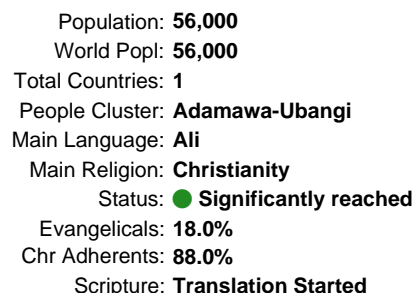 Population: 56,000
World Popl: 56,000
Total Countries: 1
People Cluster: Adamawa-Ubangi
Main Language: Ali
Main Religion: Christianity
Status: Significantly reached
Evangelicals: 18.0%
Chr Adherents: 88.0%
Scripture: Translation Started